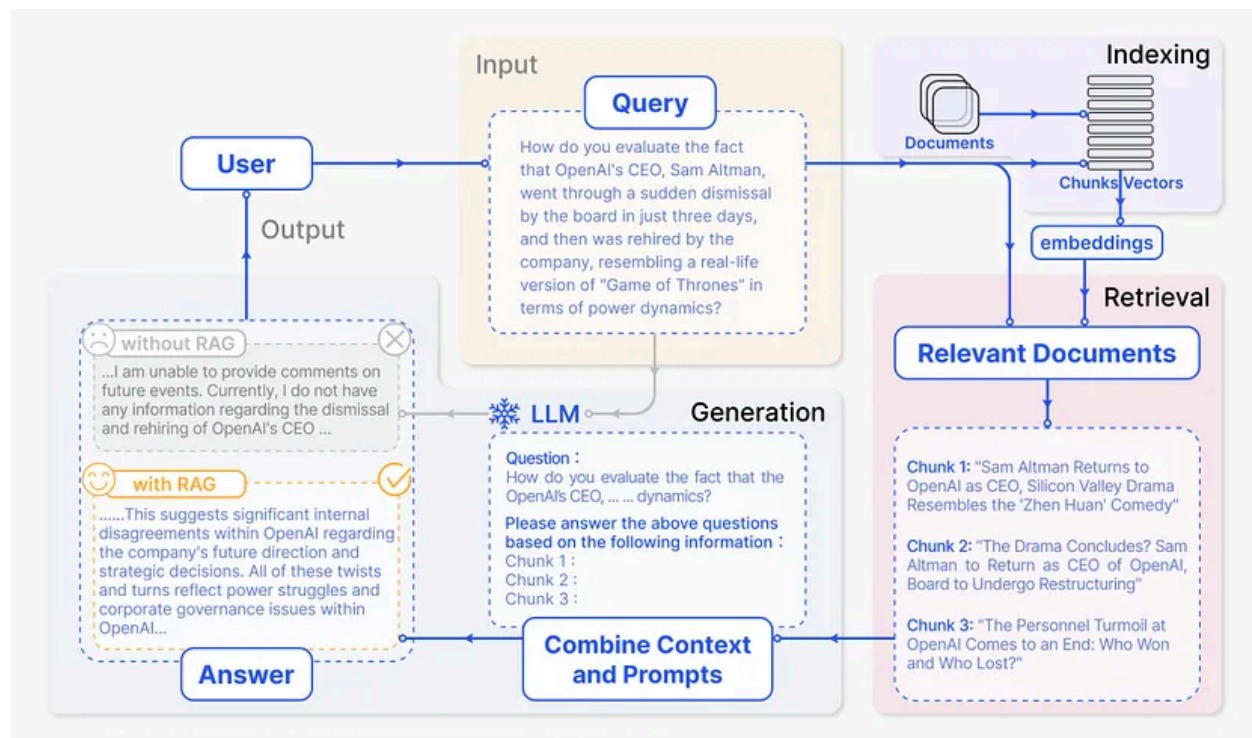 Input
Query
How do you evaluate the fact
that OpenAI's CEO, Sam Altman,
went through a sudden dismissal
by the board in just three days,
and then was rehired by the
company, resembling a real-life
version of "Game of Thrones" in
terms of power dynamics?
Indexing
Documents
Chunks Vectors
embeddings
User
Output
Retrieval
Relevant Documents
Chunk 1: "Sam Altman Returns to
OpenAI as CEO, Silicon Valley Drama
Resembles the 'Zhen Huan' Comedy"
Chunk 2: "The Drama Concludes? Sam
Altman to Return as CEO of OpenAI,
Board to Undergo Restructuring"
Chunk 3: "The Personnel Turmoil at
OpenAI Comes to an End: Who Won
and Who Lost?"
Generation
LLM
Question :
How do you evaluate the fact that the
OpenAI's CEO, ... ... dynamics?
Please answer the above questions
based on the following information :
Chunk 1 :
Chunk 2 :
Chunk 3 :
Combine Context
and Prompts
without RAG
...I am unable to provide comments on
future events. Currently, I do not have
any information regarding the dismissal
and rehiring of OpenAI's CEO ...
with RAG
......This suggests significant internal
disagreements within OpenAI regarding
the company's future direction and
strategic decisions. All of these twists
and turns reflect power struggles and
corporate governance issues within
OpenAI...
Answer